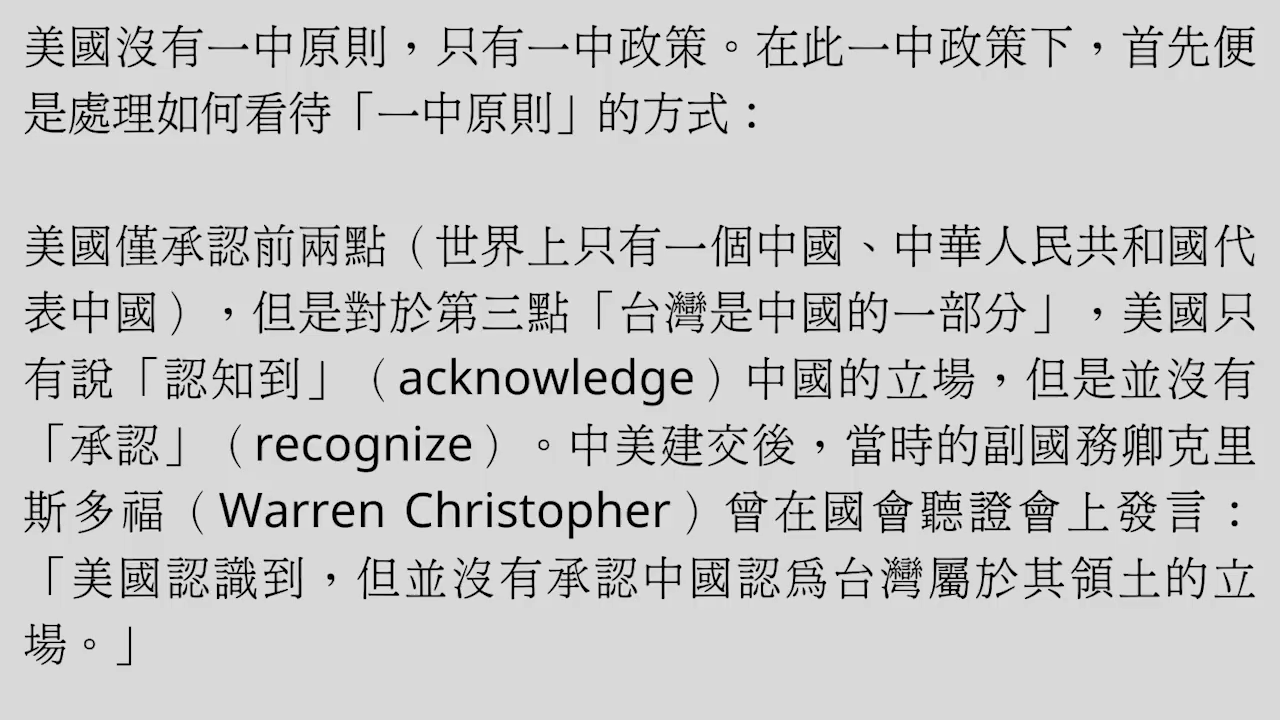 美國沒有一中原則，只有一中政策。在此一中政策下，首先便
是處理如何看待「一中原則」的方式：
美國僅承認前兩點（世界上只有一個中國、中華人民共和國代
表中國），但是對於第三點「台灣是中國的一部分」，美國只
有說「認知到」（acknowledge）中國的立場，但是並沒有
「承認」（recognize）。中美建交後，當時的副國務卿克里
斯多福（Warren Christopher）曾在國會聽證會上發言：
「美國認識到，但並沒有承認中國認爲台灣屬於其領土的立
場。」